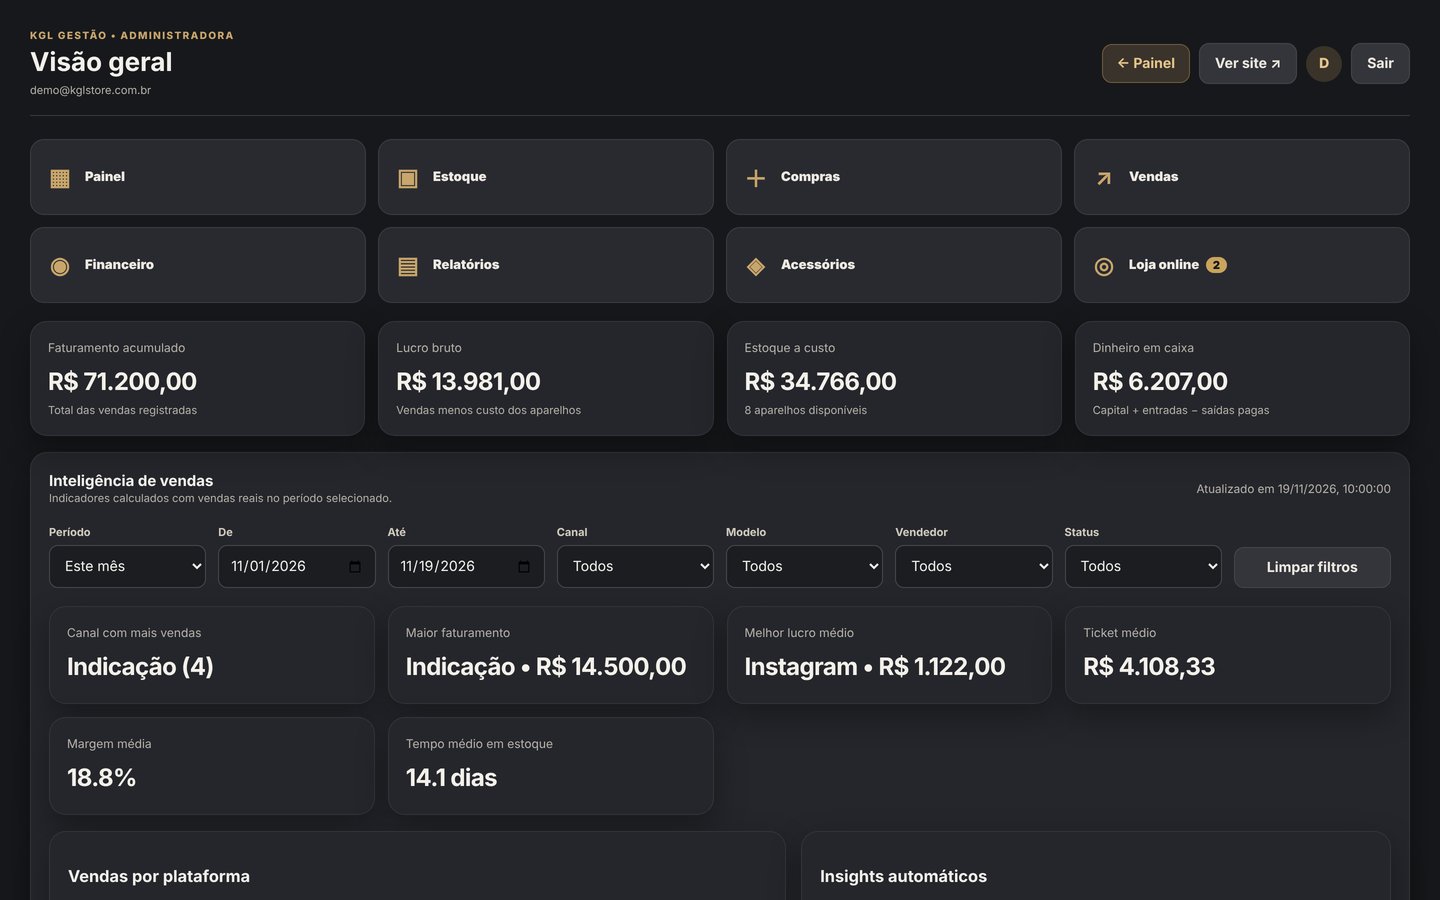 KGL GESTÃO • ADMINISTRADORA
Visão geral
demo@kglstore.com.br
← Painel
Ver site ↗
D
Sair
Painel
Estoque
Compras
Vendas
Financeiro
Relatórios
Acessórios
Loja online 2
Faturamento acumulado
R$ 71.200,00
Total das vendas registradas
Lucro bruto
R$ 13.981,00
Vendas menos custo dos aparelhos
Estoque a custo
R$ 34.766,00
8 aparelhos disponíveis
Dinheiro em caixa
R$ 6.207,00
Capital + entradas − saídas pagas
Inteligência de vendas
Indicadores calculados com vendas reais no período selecionado.
Atualizado em 19/11/2026, 10:00:00
Período
De
Até
Canal
Modelo
Vendedor
Status
Este mês
11/01/2026
11/19/2026
Todos
Todos
Todos
Todos
Limpar filtros
Canal com mais vendas
Indicação (4)
Maior faturamento
Indicação • R$ 14.500,00
Melhor lucro médio
Instagram • R$ 1.122,00
Ticket médio
R$ 4.108,33
Margem média
18.8%
Tempo médio em estoque
14.1 dias
Vendas por plataforma
Insights automáticos